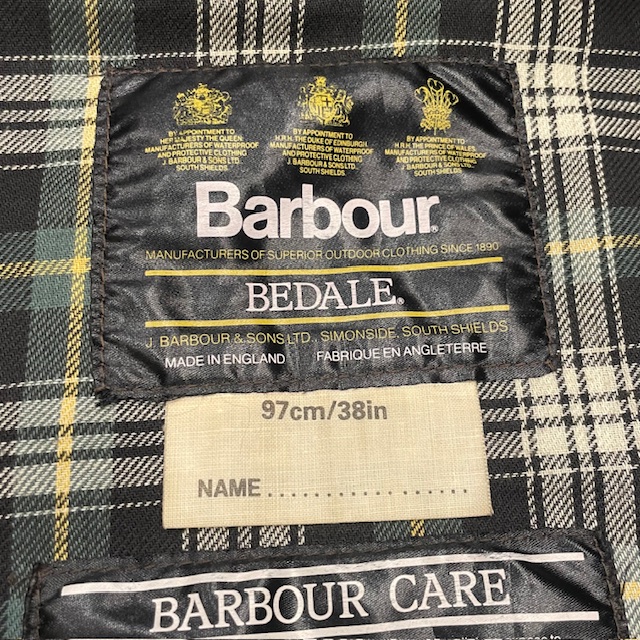 BY APPOINTMENT TO
HER MAJESTY THE QUEEN
MANUFACTURERS OF WATERPROOF
AND PROTECTIVE CLOTHING
J. BARBOUR & SONS LTD.
SOUTH SHIELDS.
BY APPOINTMENT TO
H.R.H. THE DUKE OF EDINBURGH
MANUFACTURERS OF WATERPROOF
AND PROTECTIVE CLOTHING
J. BARBOUR & SONS LTD.
SOUTH SHIELDS.
BY APPOINTMENT TO
H.R.H. THE PRINCE OF WALES
MANUFACTURERS OF WATERPROOF
AND PROTECTIVE CLOTHING
J. BARBOUR & SONS LTD.
SOUTH SHIELDS.
Barbour®
MANUFACTURERS OF SUPERIOR OUTDOOR CLOTHING SINCE 1890
BEDALE®
J. BARBOUR & SONS LTD., SIMONSIDE, SOUTH SHIELDS
MADE IN ENGLAND FABRIQUE EN ANGLETERRE
97cm/38in
NAME....................
BARBOUR CARE